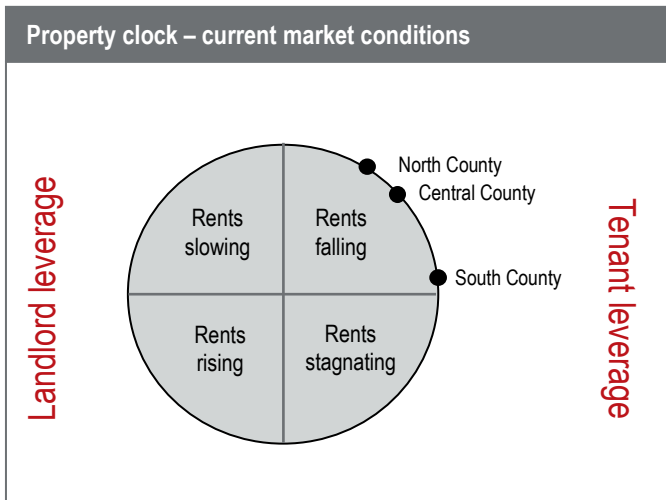 Property clock – current market conditions
Landlord leverage
Rents
slowing
Rents
falling
North County
Central County
South County
Rents
rising
Rents
stagnating
Tenant leverage